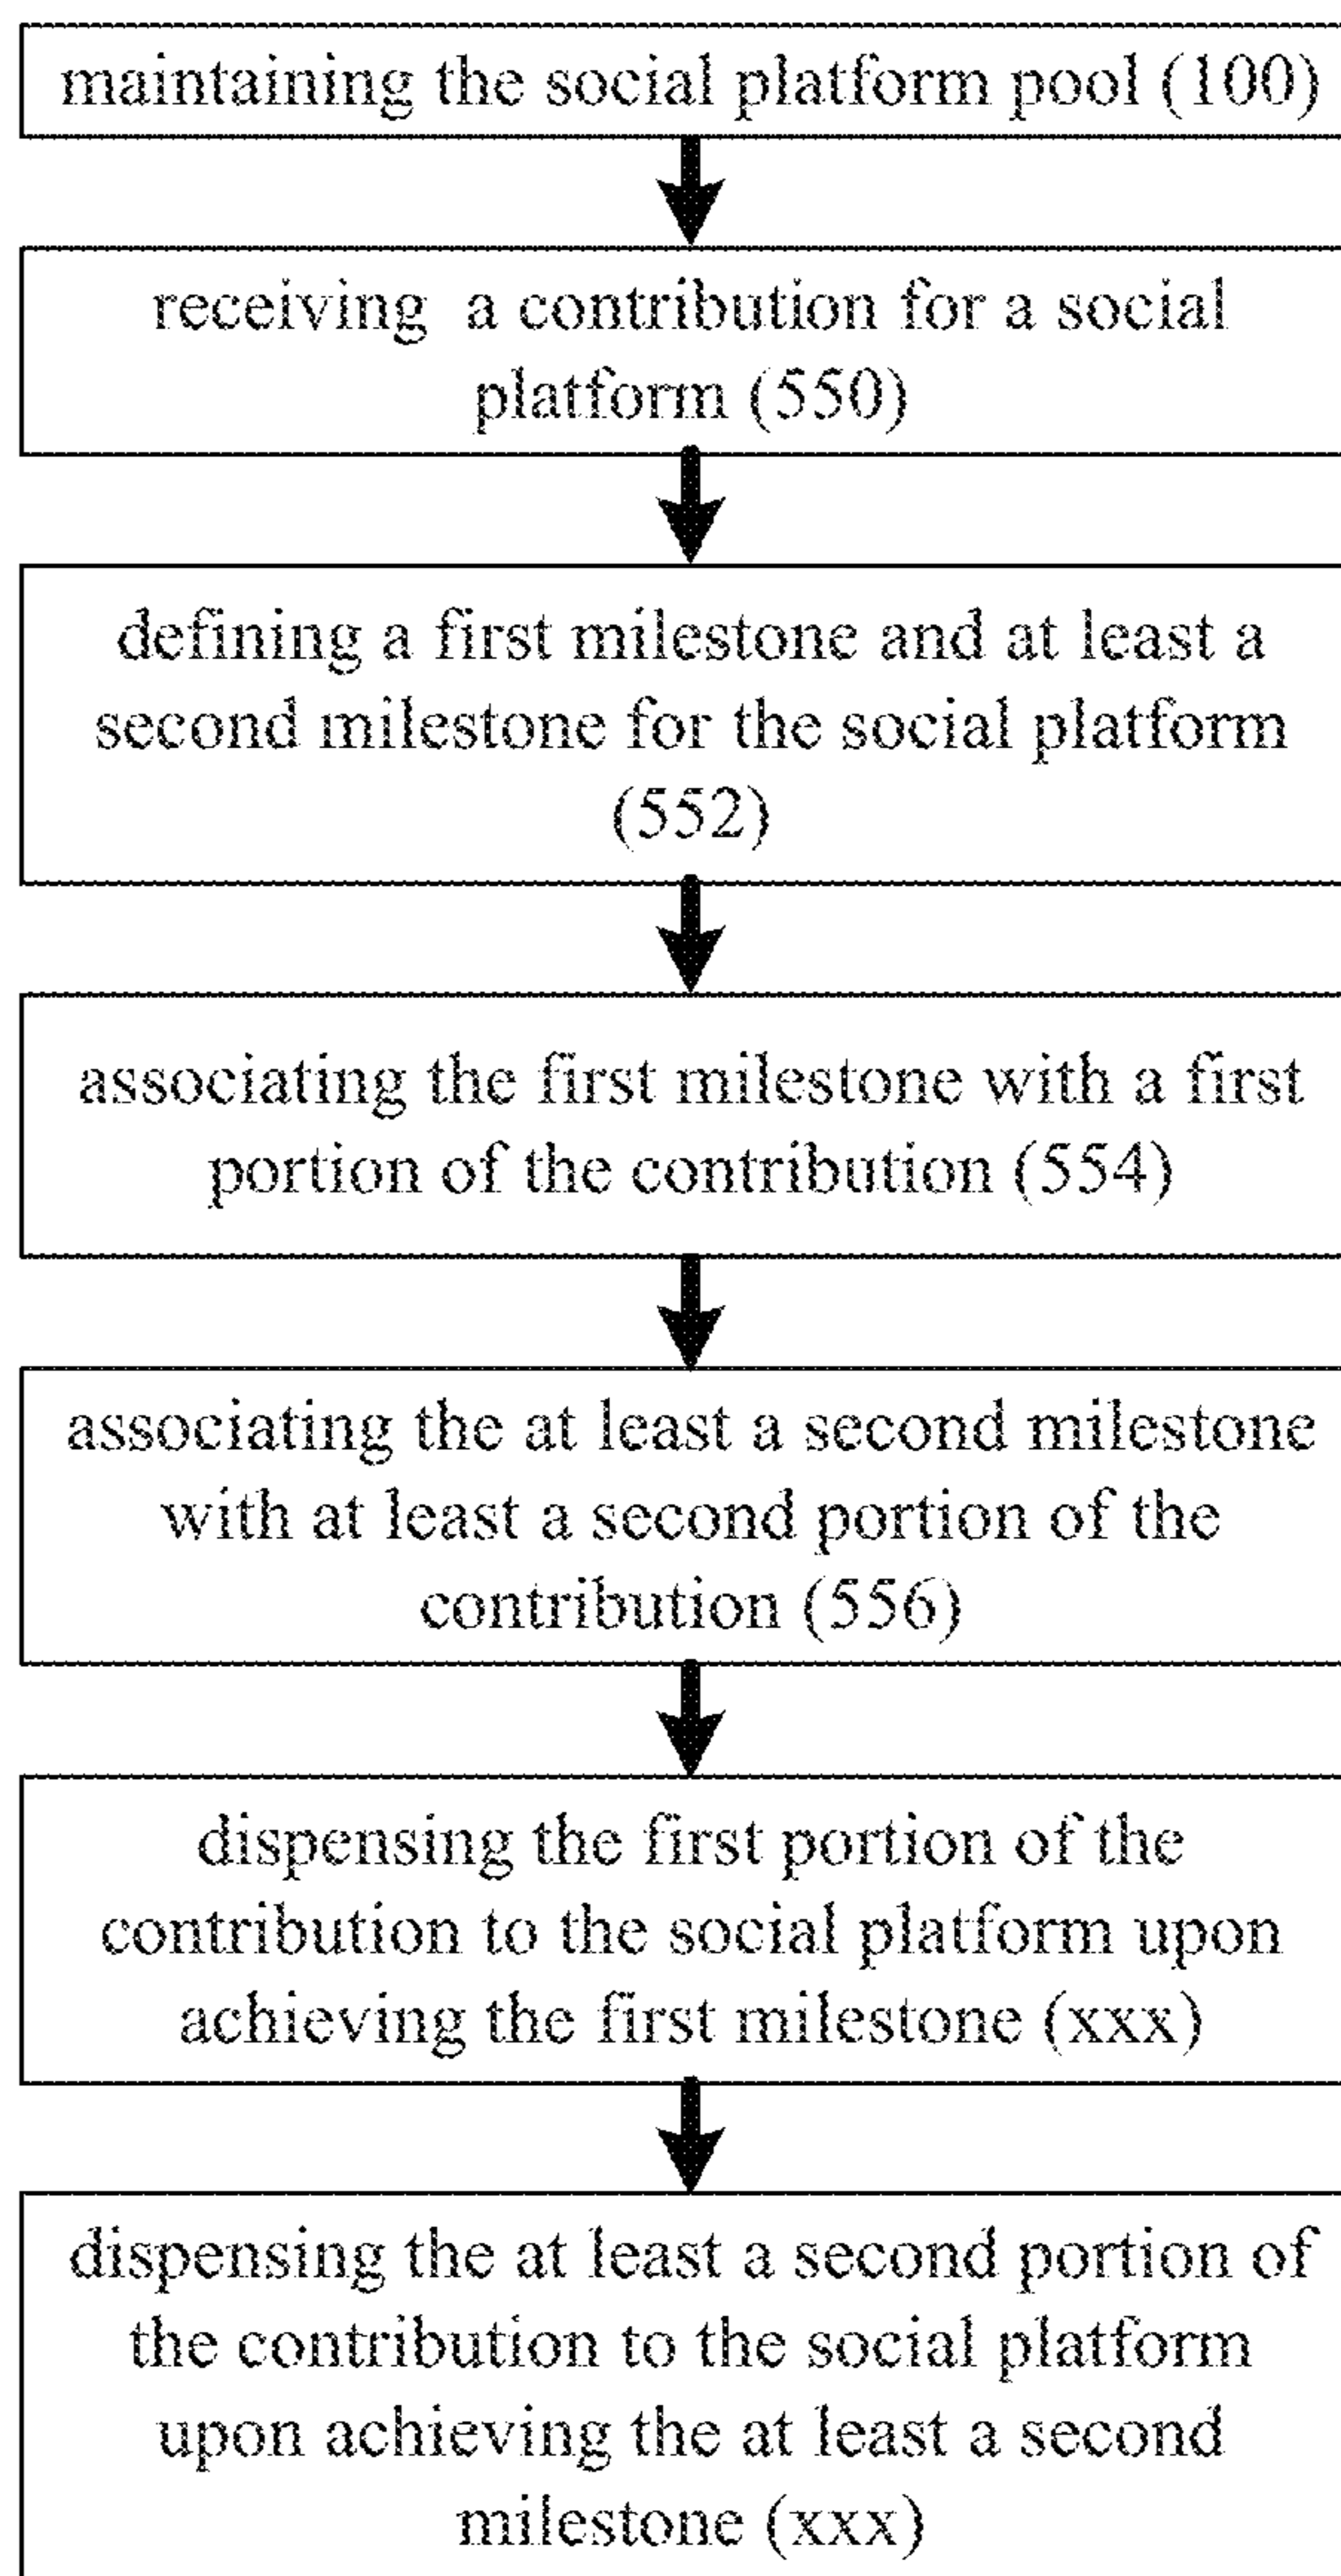 maintaining the social platform pool (100)
receiving a contribution for a social
platform (550)
defining a first milestone and at least a
second milestone for the social platform
(552)
associating the first milestone with a first
portion of the contribution (554)
associating the at least a second milestone
with at least a second portion of the
contribution (556)
dispensing the first portion of the
contribution to the social platform upon
achieving the first milestone (xxx)
dispensing the at least a second portion of
the contribution to the social platform
upon achieving the at least a second
milestone (xxx)